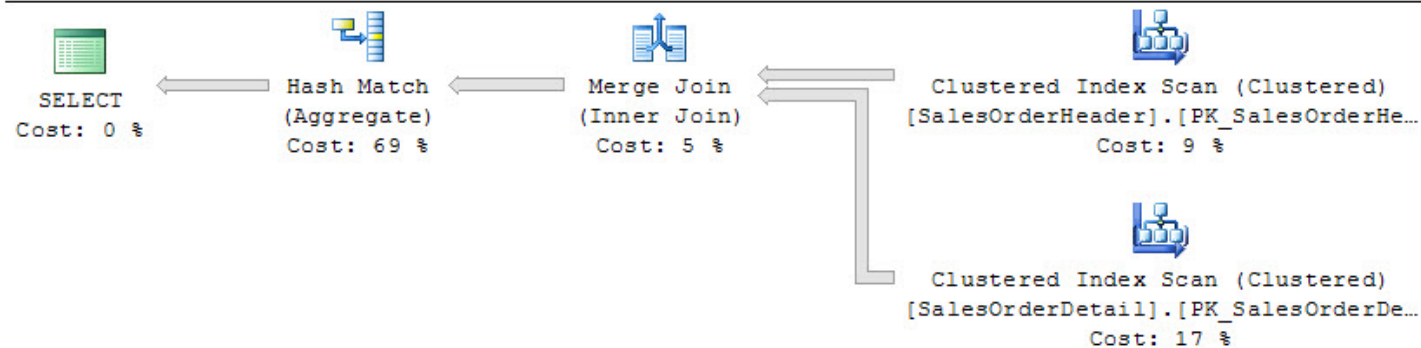 SELECT
Cost: 0 %
Hash Match
(Aggregate)
Cost: 69 %
Merge Join
(Inner Join)
Cost: 5 %
Clustered Index Scan (Clustered)
[SalesOrderHeader].[PK_SalesOrderHe…
Cost: 9 %
Clustered Index Scan (Clustered)
[SalesOrderDetail].[PK_SalesOrderDe…
Cost: 17 %